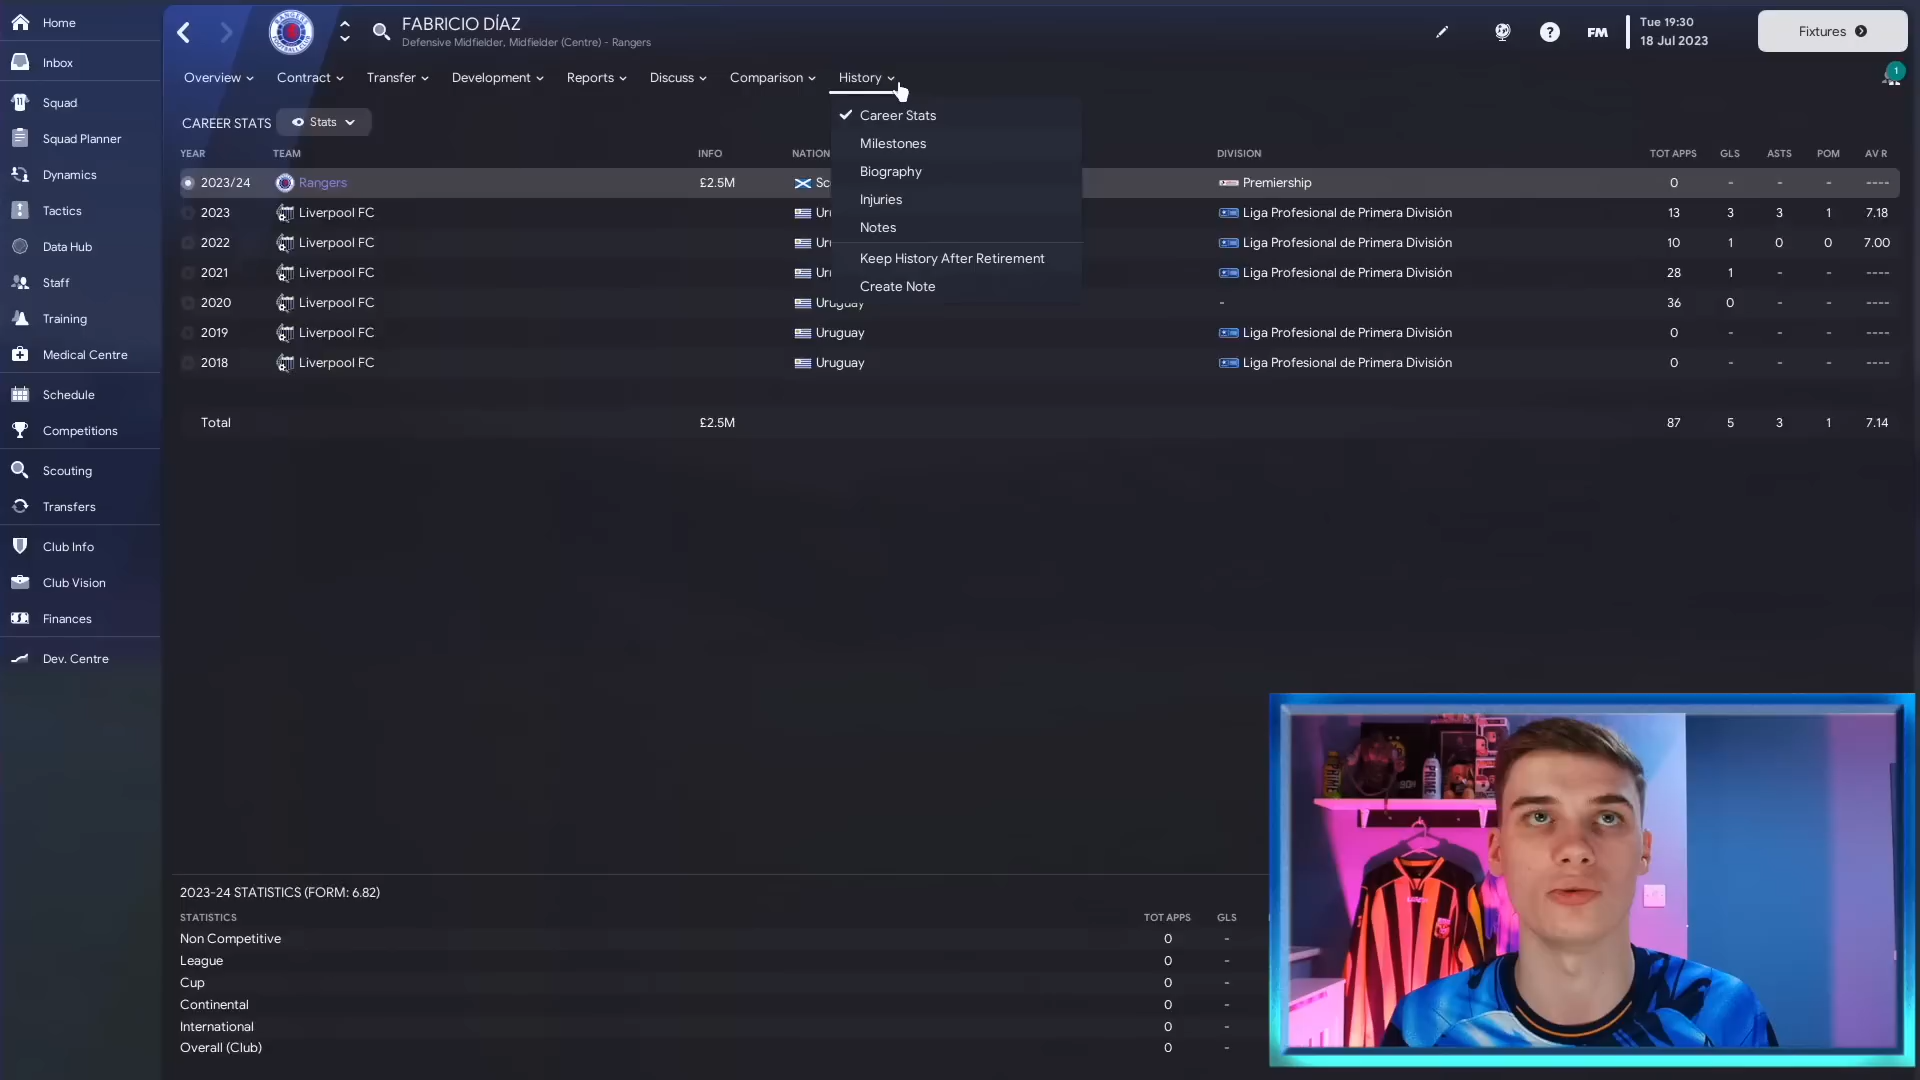 Home
Inbox
Squad
Squad Planner
Dynamics
Tactics
Data Hub
Staff
Training
Medical Centre
Schedule
Competitions
Scouting
Transfers
Club Info
Club Vision
Finances
Dev. Centre
FABRICIO DÍAZ
Defensive Midfielder, Midfielder (Centre) - Rangers
? FM Tue 19:30
18 Jul 2023
Fixtures
Overview Contract Transfer Development Reports Discuss Comparison History
1
CAREER STATS Stats
Career Stats
Milestones
Biography
Injuries
Notes
Keep History After Retirement
Create Note
YEAR TEAM INFO NATION DIVISION TOT APPS GLS ASTS POM AV R
2023/24 Rangers £2.5M Sc Premiership 0 - - - ----
2023 Liverpool FC Uru Liga Profesional de Primera División 13 3 3 1 7.18
2022 Liverpool FC Uru Liga Profesional de Primera División 10 1 0 0 7.00
2021 Liverpool FC Uru Liga Profesional de Primera División 28 1 - - ----
2020 Liverpool FC Uruguay - 36 0 - - ----
2019 Liverpool FC Uruguay Liga Profesional de Primera División 0 - - - ----
2018 Liverpool FC Uruguay Liga Profesional de Primera División 0 - - - ----
Total £2.5M 87 5 3 1 7.14
2023-24 STATISTICS (FORM: 6.82)
STATISTICS TOT APPS GLS
Non Competitive 0 -
League 0 -
Cup 0 -
Continental 0 -
International 0 -
Overall (Club) 0 -
PRIME
PRIME